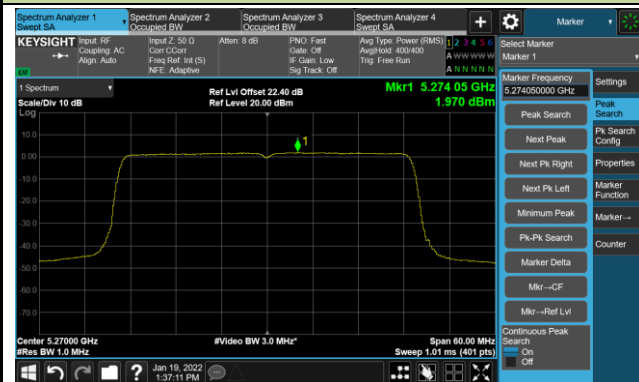 Spectrum Analyzer 1
Swept SA
Spectrum Analyzer 2
Occupied BW
Spectrum Analyzer 3
Occupied BW
Spectrum Analyzer 4
Swept SA
Marker
KEYSIGHT
Input: RF
Coupling: AC
Align: Auto
Input Z: 50 Ω
Corr CCorr
Freq Ref: Int (S)
NFE: Adaptive
Atten: 8 dB
PNO: Fast
Gate: Off
IF Gain: Low
Sig Track: Off
Avg Type: Power (RMS)
Avg|Hold: 400/400
Trig: Free Run
1 2 3 4 5 6
A W W W W W
A N N N N N
LW
Select Marker
Marker 1
1 Spectrum
Scale/Div 10 dB
Log
Ref Lvl Offset 22.40 dB
Ref Level 20.00 dBm
Mkr1 5.274 05 GHz
1.970 dBm
10.0
0.00
-10.0
-20.0
-30.0
-40.0
-50.0
-60.0
-70.0
1
Center 5.27000 GHz
#Res BW 1.0 MHz
#Video BW 3.0 MHz*
Span 60.00 MHz
Sweep 1.01 ms (401 pts)
Marker Frequency
5.274050000 GHz
Peak Search
Next Peak
Next Pk Right
Next Pk Left
Minimum Peak
Pk-Pk Search
Marker Delta
Mkr→CF
Mkr→Ref Lvl
Continuous Peak
Search
On
Off
Settings
Peak
Search
Pk Search
Config
Properties
Marker
Function
Marker→
Counter
Jan 19, 2022
1:37:11 PM